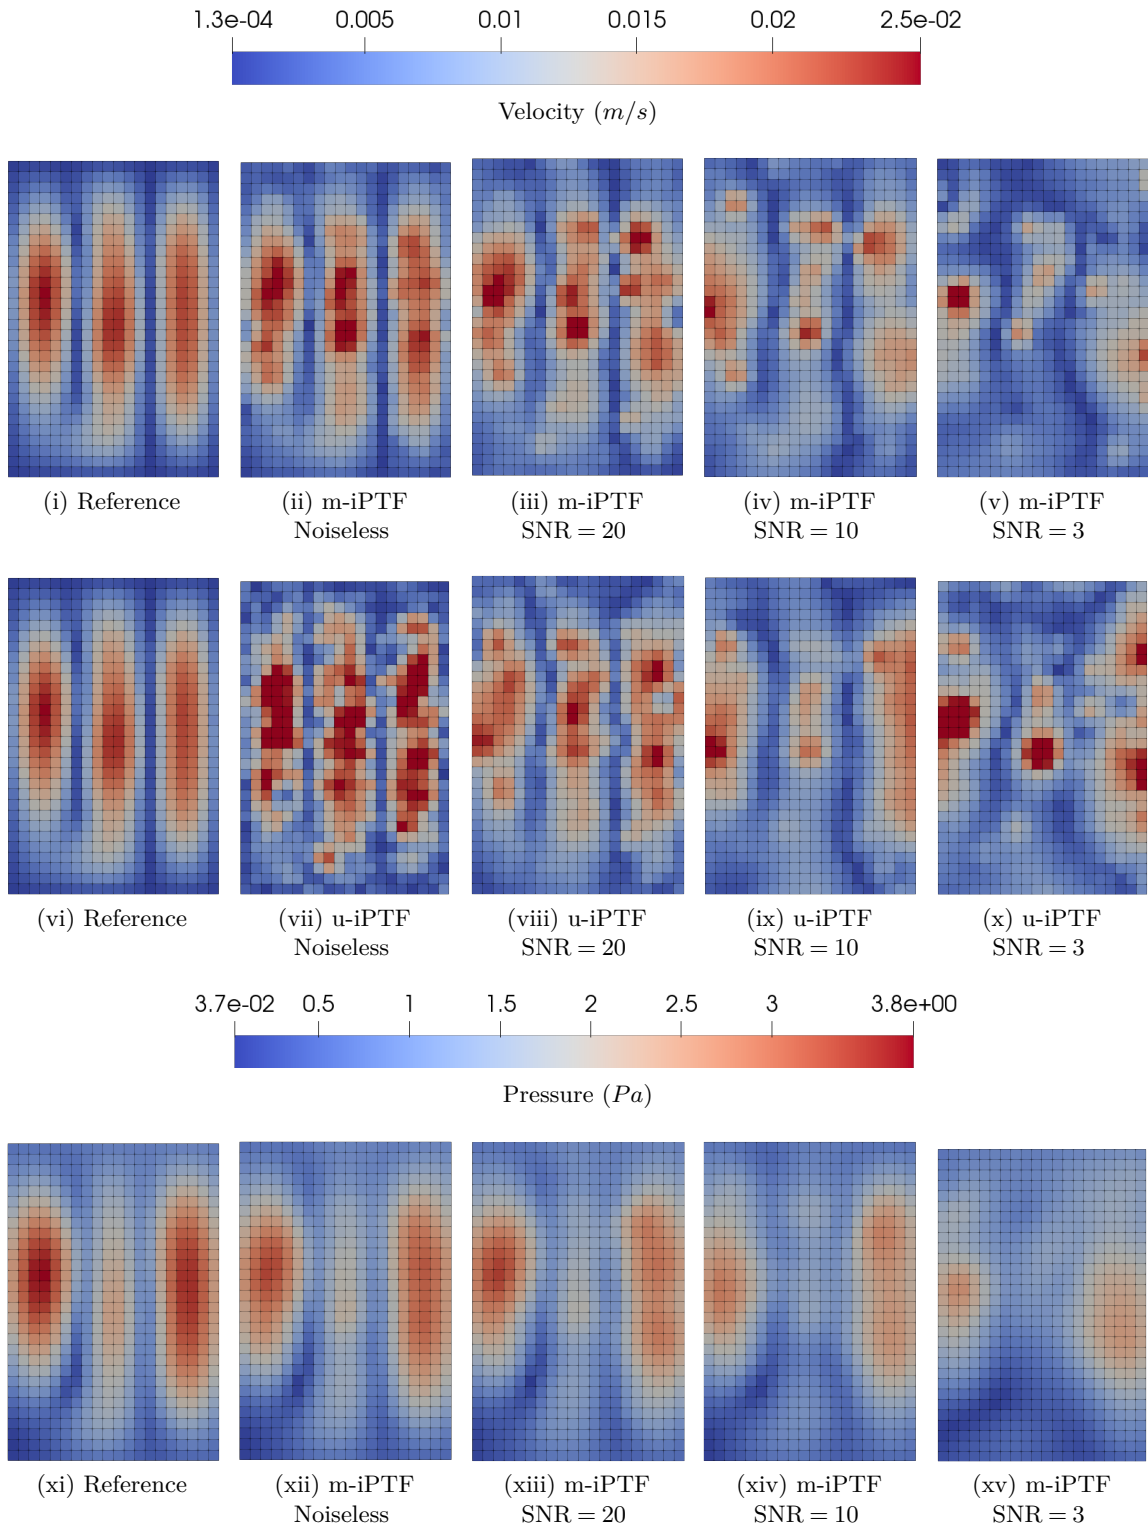 1.3e-04 0.005 0.01 0.015 0.02 2.5e-02
Velocity (m/s)
(i) Reference
(ii) m-iPTF
Noiseless
(iii) m-iPTF
SNR = 20
(iv) m-iPTF
SNR = 10
(v) m-iPTF
SNR = 3
(vi) Reference
(vii) u-iPTF
Noiseless
(viii) u-iPTF
SNR = 20
(ix) u-iPTF
SNR = 10
(x) u-iPTF
SNR = 3
3.7e-02 0.5 1 1.5 2 2.5 3 3.8e+00
Pressure (Pa)
(xi) Reference
(xii) m-iPTF
Noiseless
(xiii) m-iPTF
SNR = 20
(xiv) m-iPTF
SNR = 10
(xv) m-iPTF
SNR = 3